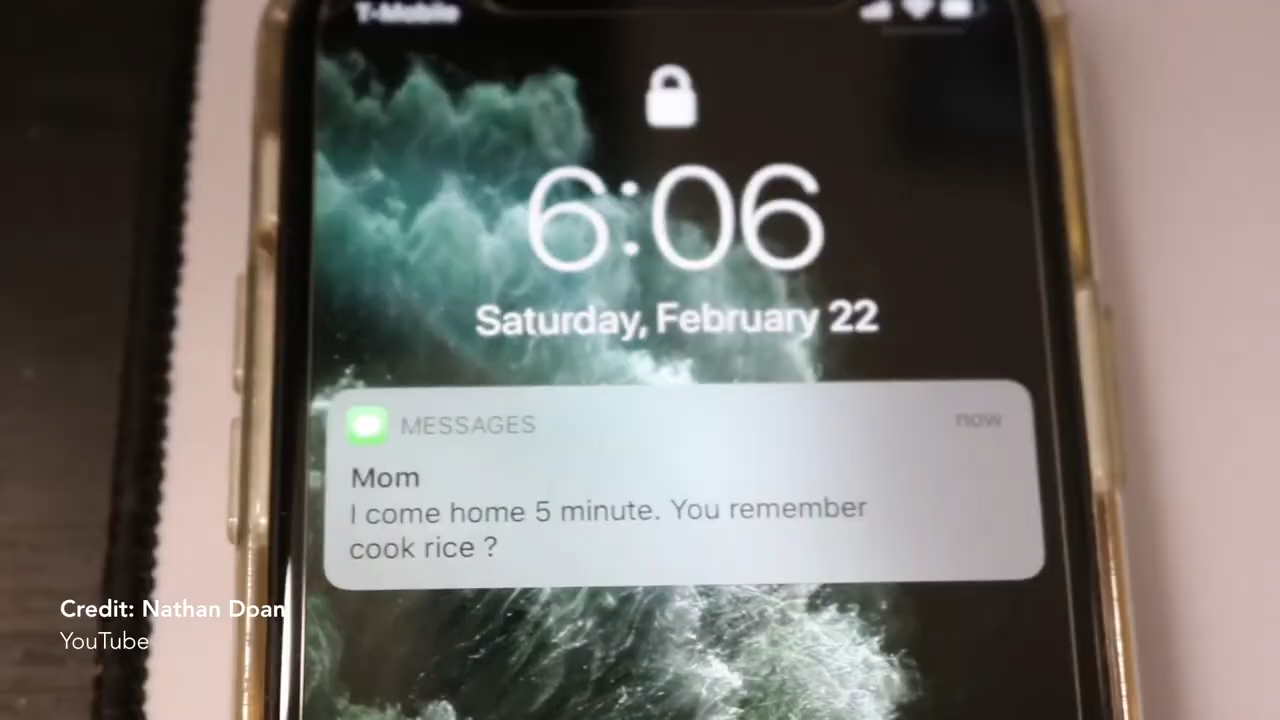 T-Mobile
6:06
Saturday, February 22
MESSAGES
now
Mom
I come home 5 minute. You remember
cook rice ?
Credit: Nathan Doan
YouTube